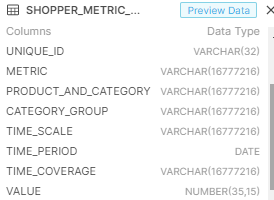 SHOPPER_METRIC_... Preview Data
Columns Data Type
UNIQUE_ID VARCHAR(32)
METRIC VARCHAR(16777216)
PRODUCT_AND_CATEGORY VARCHAR(16777216)
CATEGORY_GROUP VARCHAR(16777216)
TIME_SCALE VARCHAR(16777216)
TIME_PERIOD DATE
TIME_COVERAGE VARCHAR(16777216)
VALUE NUMBER(35,15)